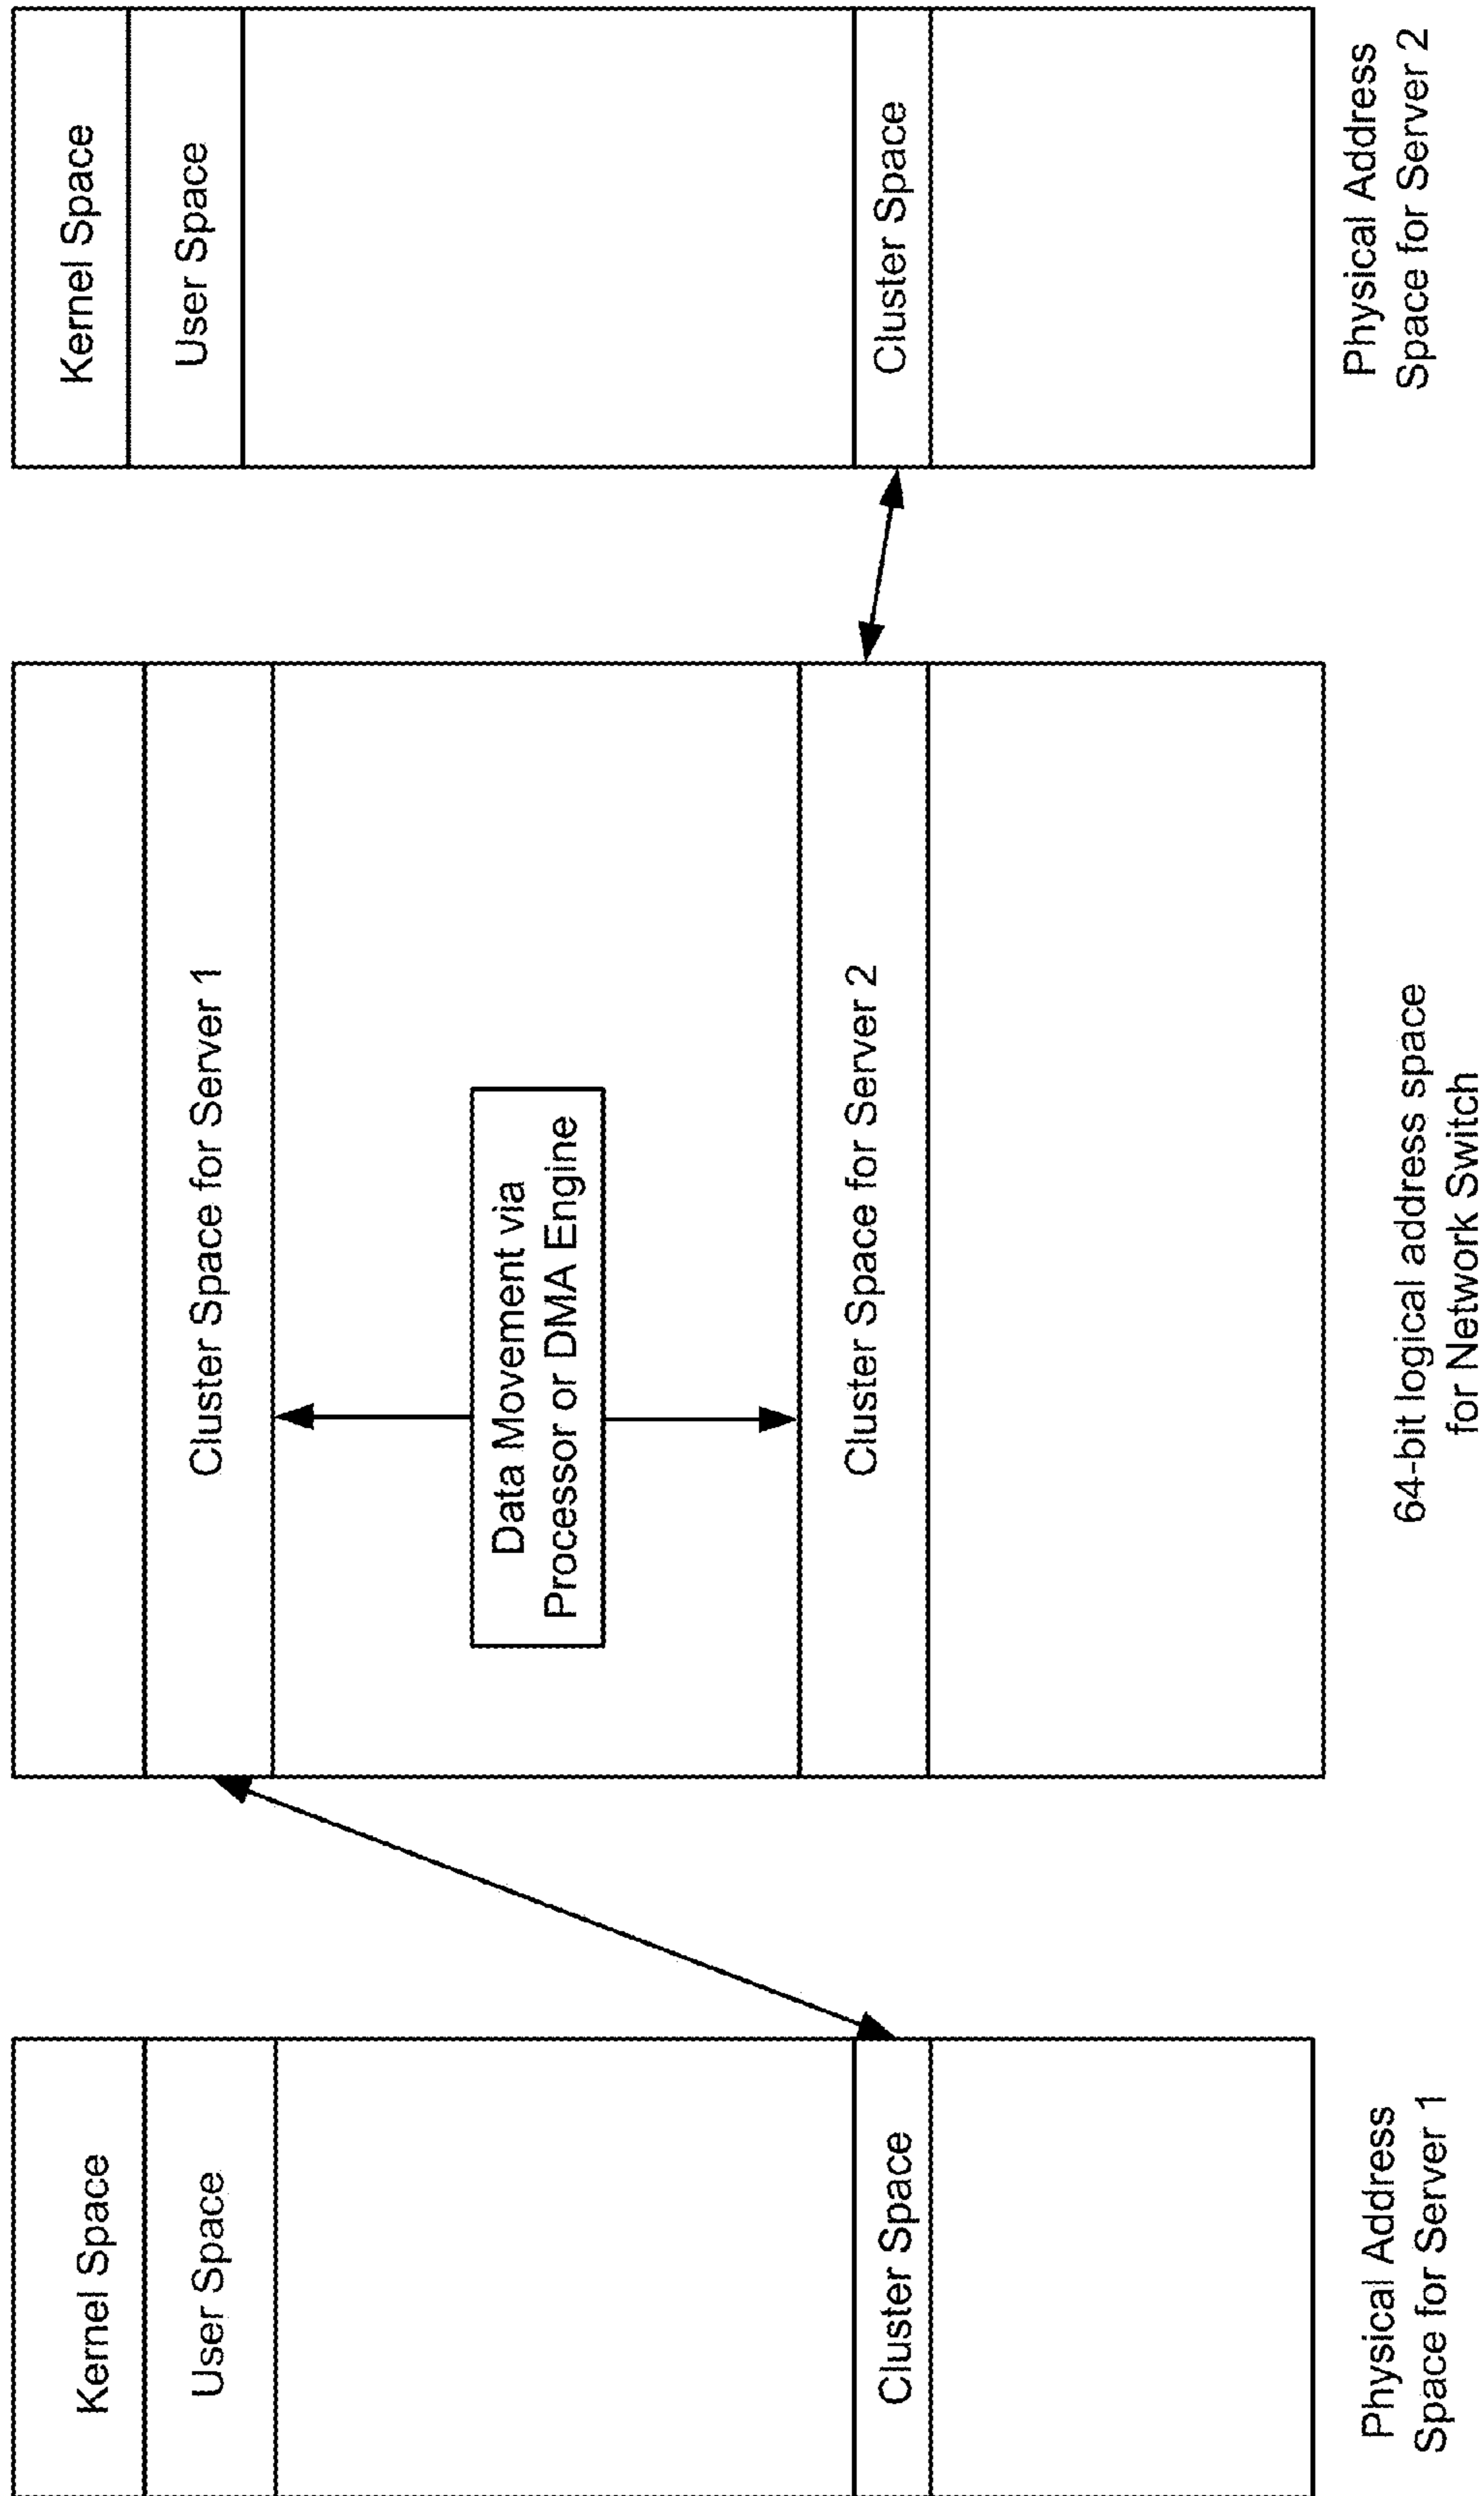 Kernel Space
User Space
Cluster Space
Physical Address
Space for Server 1
Cluster Space for Server 1
Data Movement via
Processor or DMA Engine
Cluster Space for Server 2
64-bit logical address space
for Network Switch
Kernel Space
User Space
Cluster Space
Physical Address
Space for Server 2